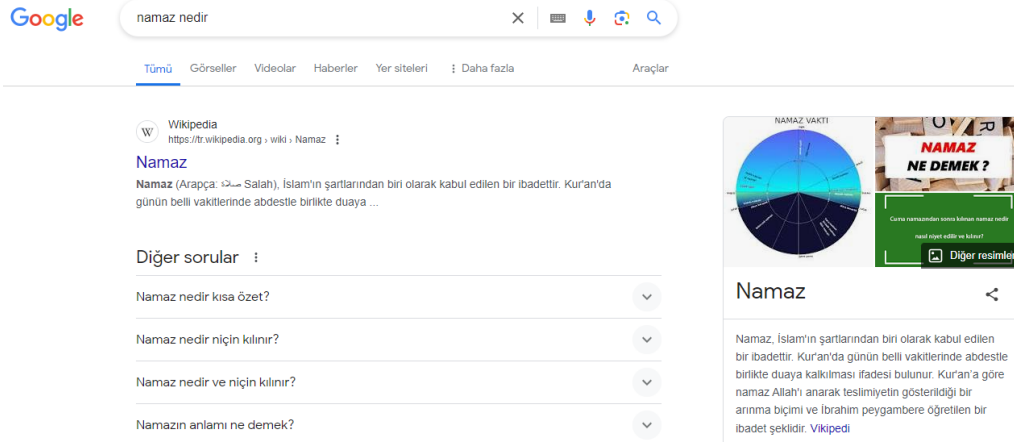 Google
namaz nedir
Tümü Görseller Videolar Haberler Yer siteleri Daha fazla Araçlar
W
Wikipedia
https://tr.wikipedia.org › wiki › Namaz
Namaz
Namaz (Arapça: صلاة Salah), İslam'ın şartlarından biri olarak kabul edilen bir ibadettir. Kur'an'da
günün belli vakitlerinde abdestle birlikte duaya ...
Diğer sorular
Namaz nedir kısa özet?
Namaz nedir niçin kılınır?
Namaz nedir ve niçin kılınır?
Namazın anlamı ne demek?
NAMAZ VAKTI
NAMAZ
NE DEMEK ?
Cuma namazından sonra kılınan namaz nedir
nasıl niyet edilir ve kılınır?
Diğer resimler
Namaz
Namaz, İslam'ın şartlarından biri olarak kabul edilen
bir ibadettir. Kur'an'da günün belli vakitlerinde abdestle
birlikte duaya kalkılması ifadesi bulunur. Kur'an'a göre
namaz Allah'ı anarak teslimiyetin gösterildiği bir
arınma biçimi ve İbrahim peygambere öğretilen bir
ibadet şeklidir. Vikipedi